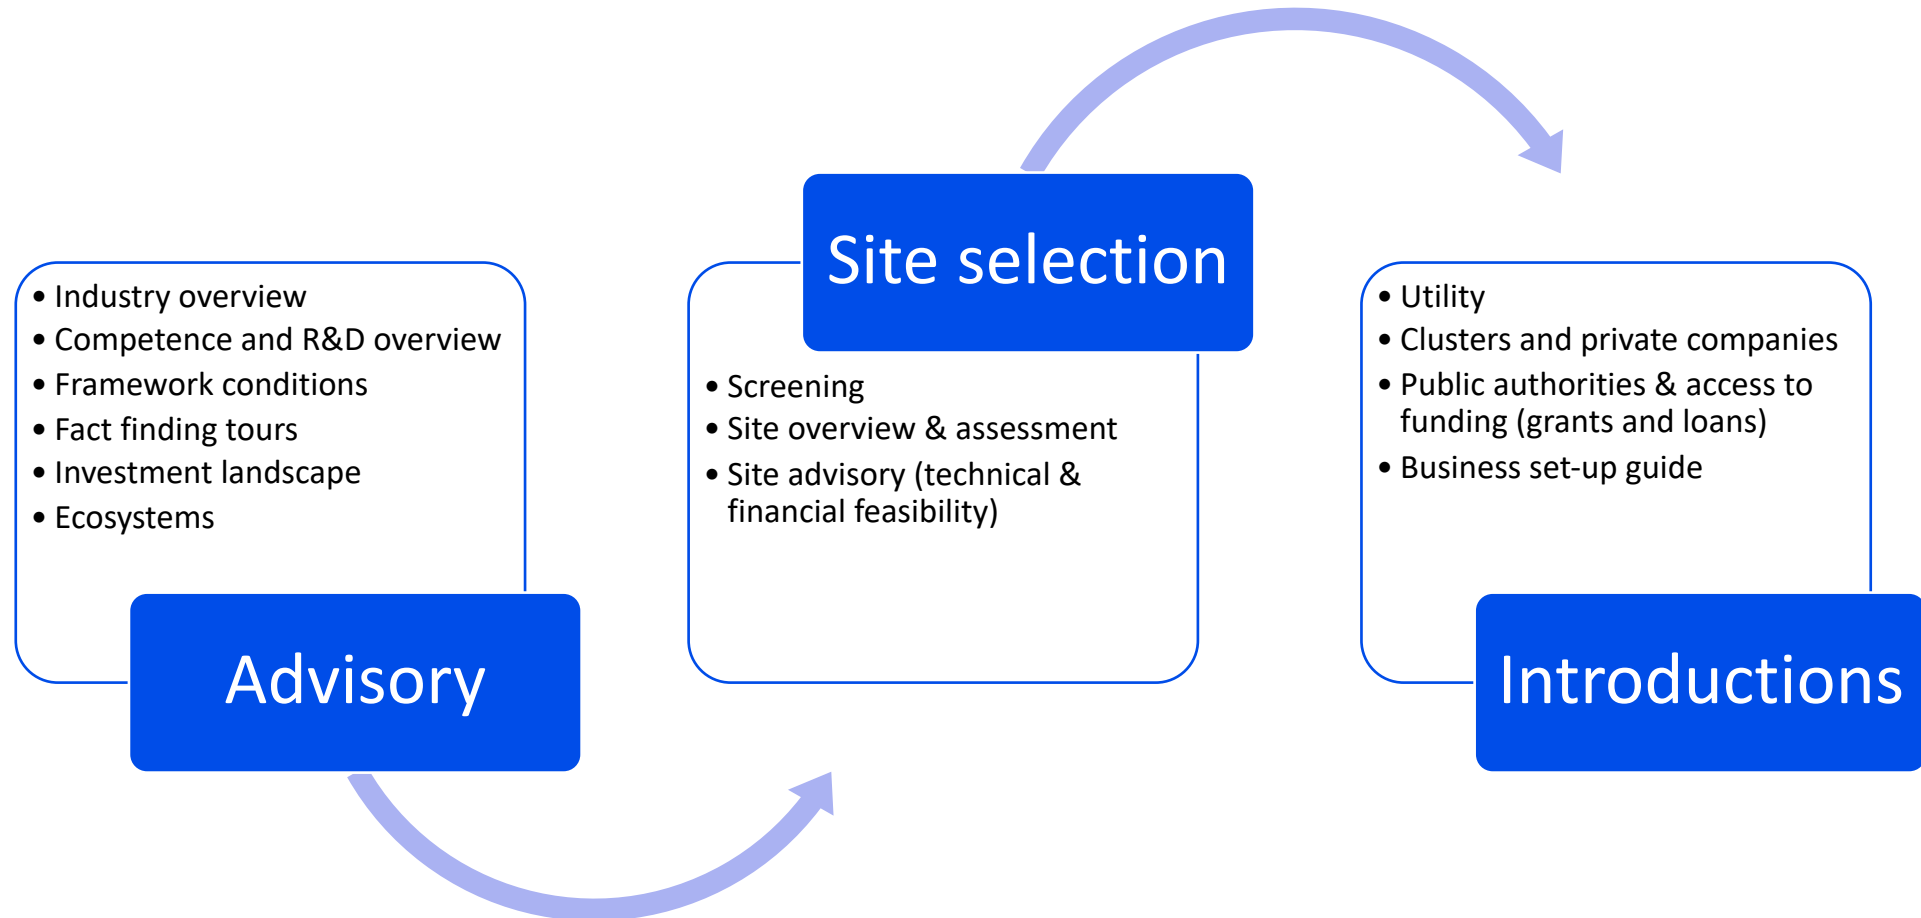 • Industry overview
• Competence and R&D overview
• Framework conditions
• Fact finding tours
• Investment landscape
• Ecosystems
Advisory
Site selection
• Screening
• Site overview & assessment
• Site advisory (technical &
financial feasibility)
• Utility
• Clusters and private companies
• Public authorities & access to
funding (grants and loans)
• Business set-up guide
Introductions